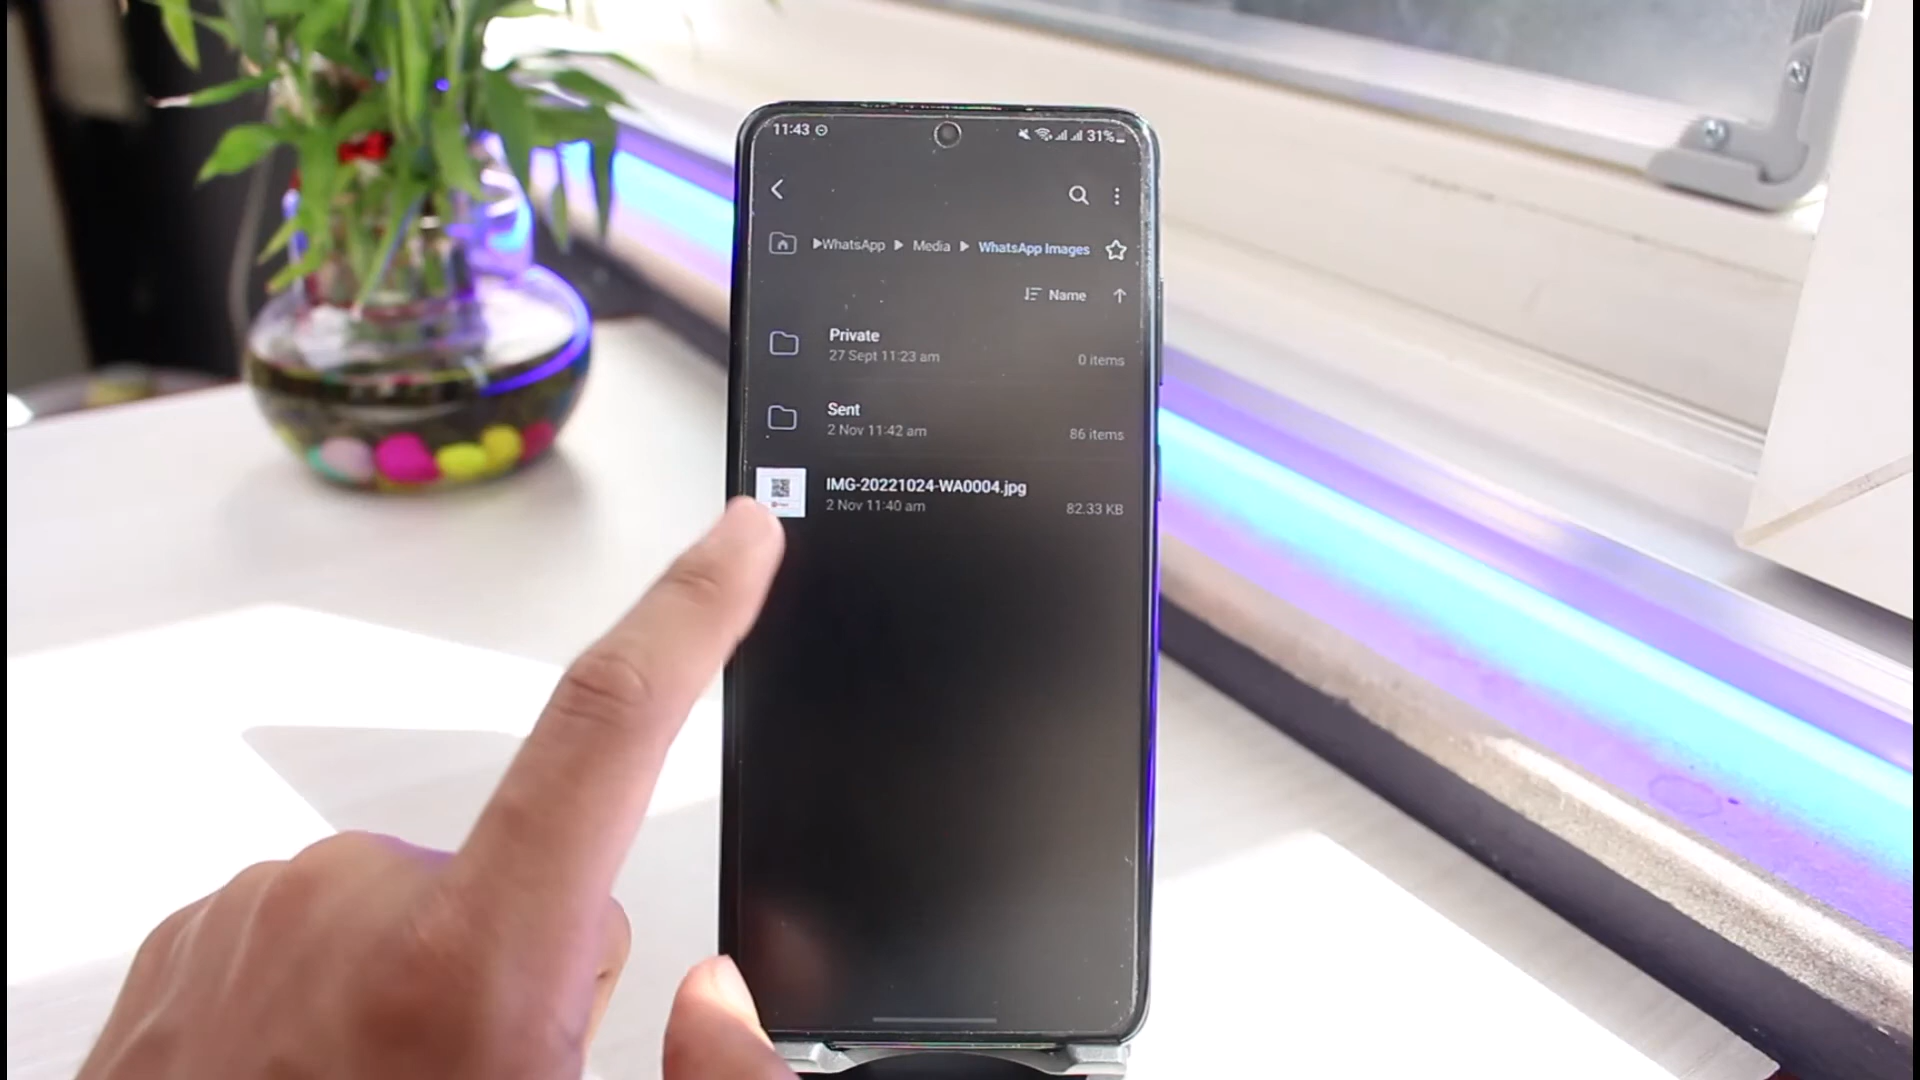 11:43
31%
WhatsApp ▶ Media ▶ WhatsApp Images
Name
Private
27 Sept 11:23 am
0 items
Sent
2 Nov 11:42 am
86 items
IMG-20221024-WA0004.jpg
2 Nov 11:40 am
82.33 KB